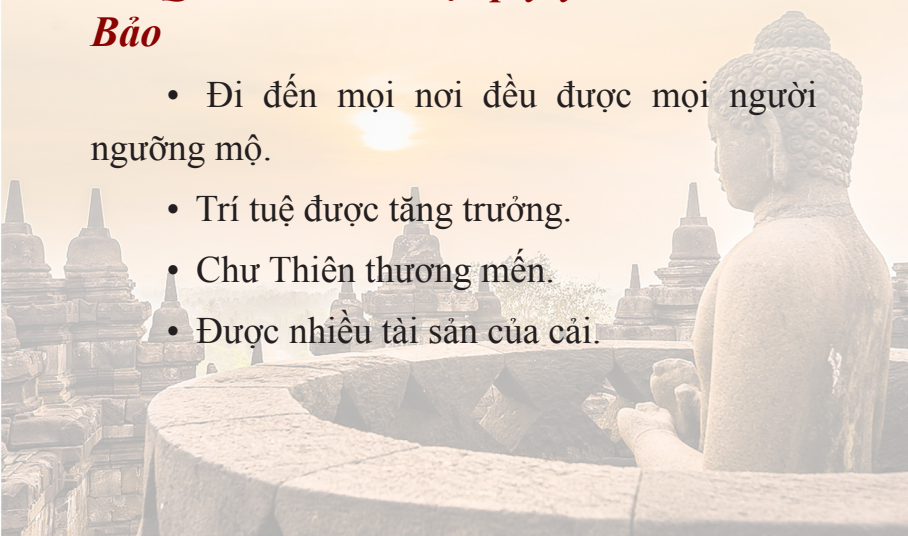 Bảo
• Đi đến mọi nơi đều được mọi người
ngưỡng mộ.
• Trí tuệ được tăng trưởng.
• Chư Thiên thương mến.
• Được nhiều tài sản của cải.